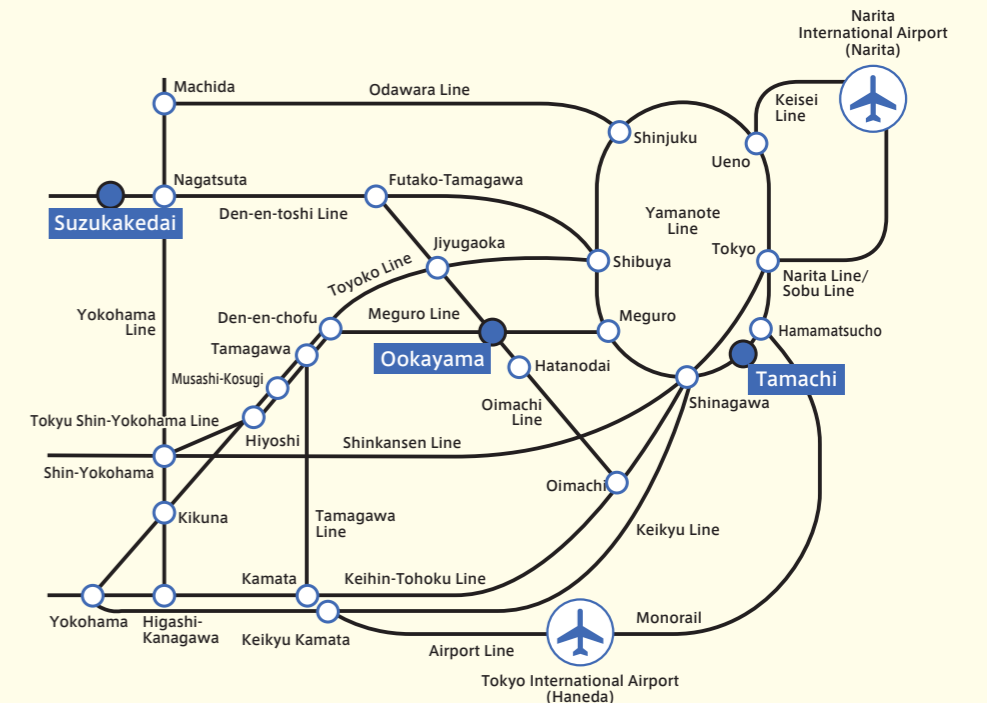 Narita
International Airport
(Narita)
Machida
Odawara Line
Keisei
Line
Shinjuku
Ueno
Nagatsuta
Futako-Tamagawa
Suzukakedai
Den-en-toshi Line
Yamanote
Line
Jiyugaoka
Tokyo
Toyoko Line
Shibuya
Narita Line/
Sobu Line
Yokohama
Line
Den-en-chofu
Meguro Line
Meguro
Hamamatsucho
Tamagawa
Ookayama
Hatanodai
Tamachi
Musashi-Kosugi
Oimachi
Line
Shinagawa
Tokyu Shin-Yokohama Line
Hiyoshi
Shinkansen Line
Shin-Yokohama
Oimachi
Kikuna
Tamagawa
Line
Keikyu Line
Kamata
Keihin-Tohoku Line
Yokohama
Higashi-
Kanagawa
Keikyu Kamata
Monorail
Airport Line
Tokyo International Airport
(Haneda)